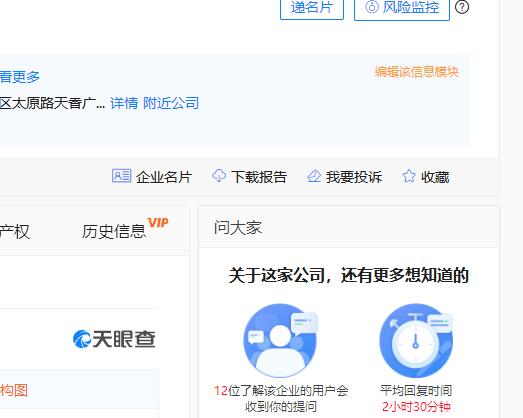 递名片 风险监控
看更多 编辑该信息模块
区太原路天香广... 详情 附近公司
企业名片 下载报告 我要投诉 收藏
产权 历史信息 VIP
问大家
关于这家公司，还有更多想知道的
天眼查
构图
12位了解该企业的用户会
收到你的提问
平均回复时间
2小时30分钟